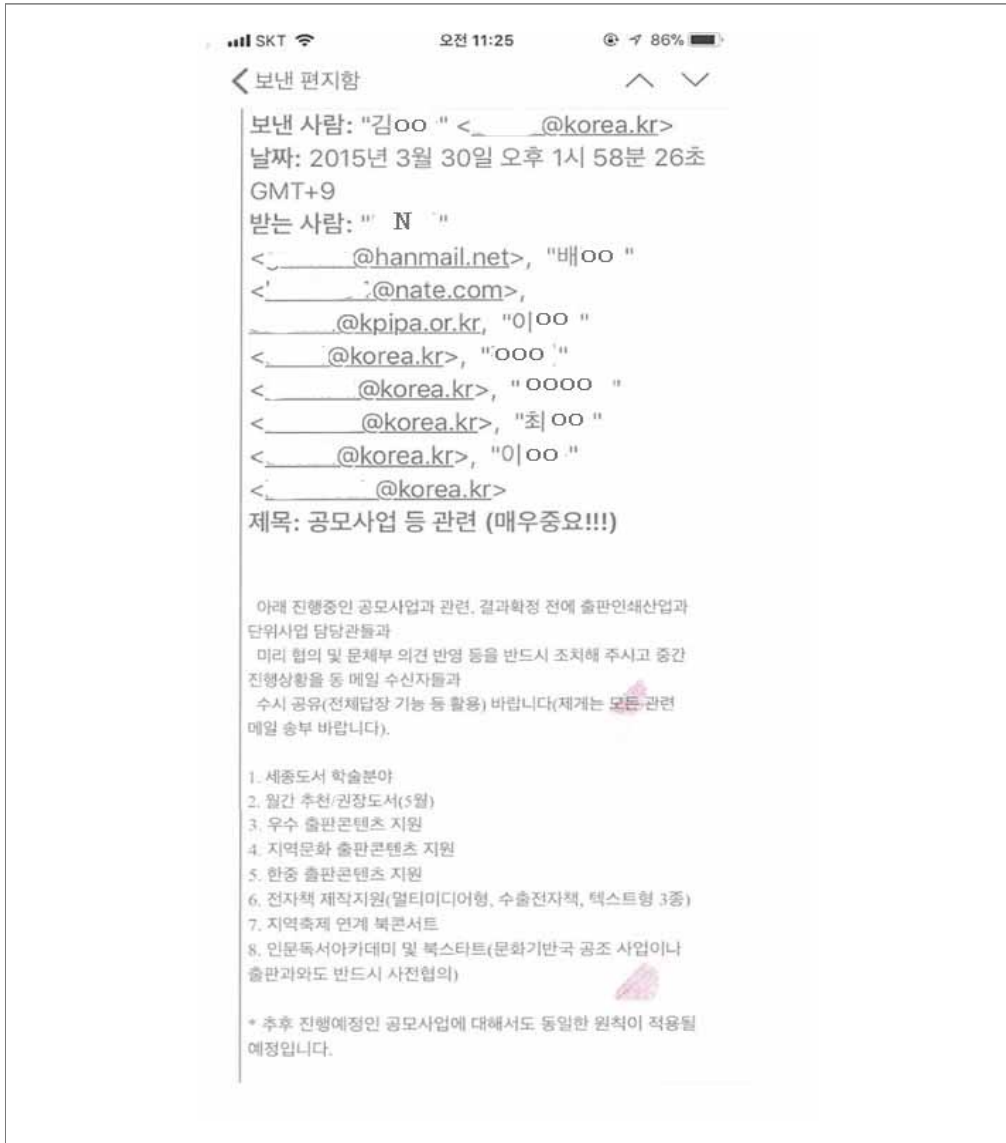 SKT 오전 11:25 86%
보낸 편지함
보낸 사람: "김OO" <@korea.kr>
날짜: 2015년 3월 30일 오후 1시 58분 26초
GMT+9
받는 사람: " N "
<@hanmail.net>, "배OO "
<@nate.com>,
@kpipa.or.kr, "이OO "
<@korea.kr>, "OOO "
<@korea.kr>, "OOOO "
<@korea.kr>, "최OO "
<@korea.kr>, "이OO "
<@korea.kr>
제목: 공모사업 등 관련 (매우중요!!!)
아래 진행중인 공모사업과 관련, 결과확정 전에 출판인쇄산업과
단위사업 담당관들과
미리 협의 및 문체부 의견 반영 등을 반드시 조치해 주시고 중간
진행상황을 동 메일 수신자들과
수시 공유(전체답장 기능 등 활용) 바랍니다(제게는 모든 관련
메일 송부 바랍니다).
1. 세종도서 학술분야
2. 월간 추천/권장도서(5월)
3. 우수 출판콘텐츠 지원
4. 지역문화 출판콘텐츠 지원
5. 한중 출판콘텐츠 지원
6. 전자책 제작지원(멀티미디어형, 수출전자책, 텍스트형 3종)
7. 지역축제 연계 북콘서트
8. 인문독서아카데미 및 북스타트(문화기반국 공조 사업이나
출판과와도 반드시 사전협의)
* 추후 진행예정인 공모사업에 대해서도 동일한 원칙이 적용될
예정입니다.